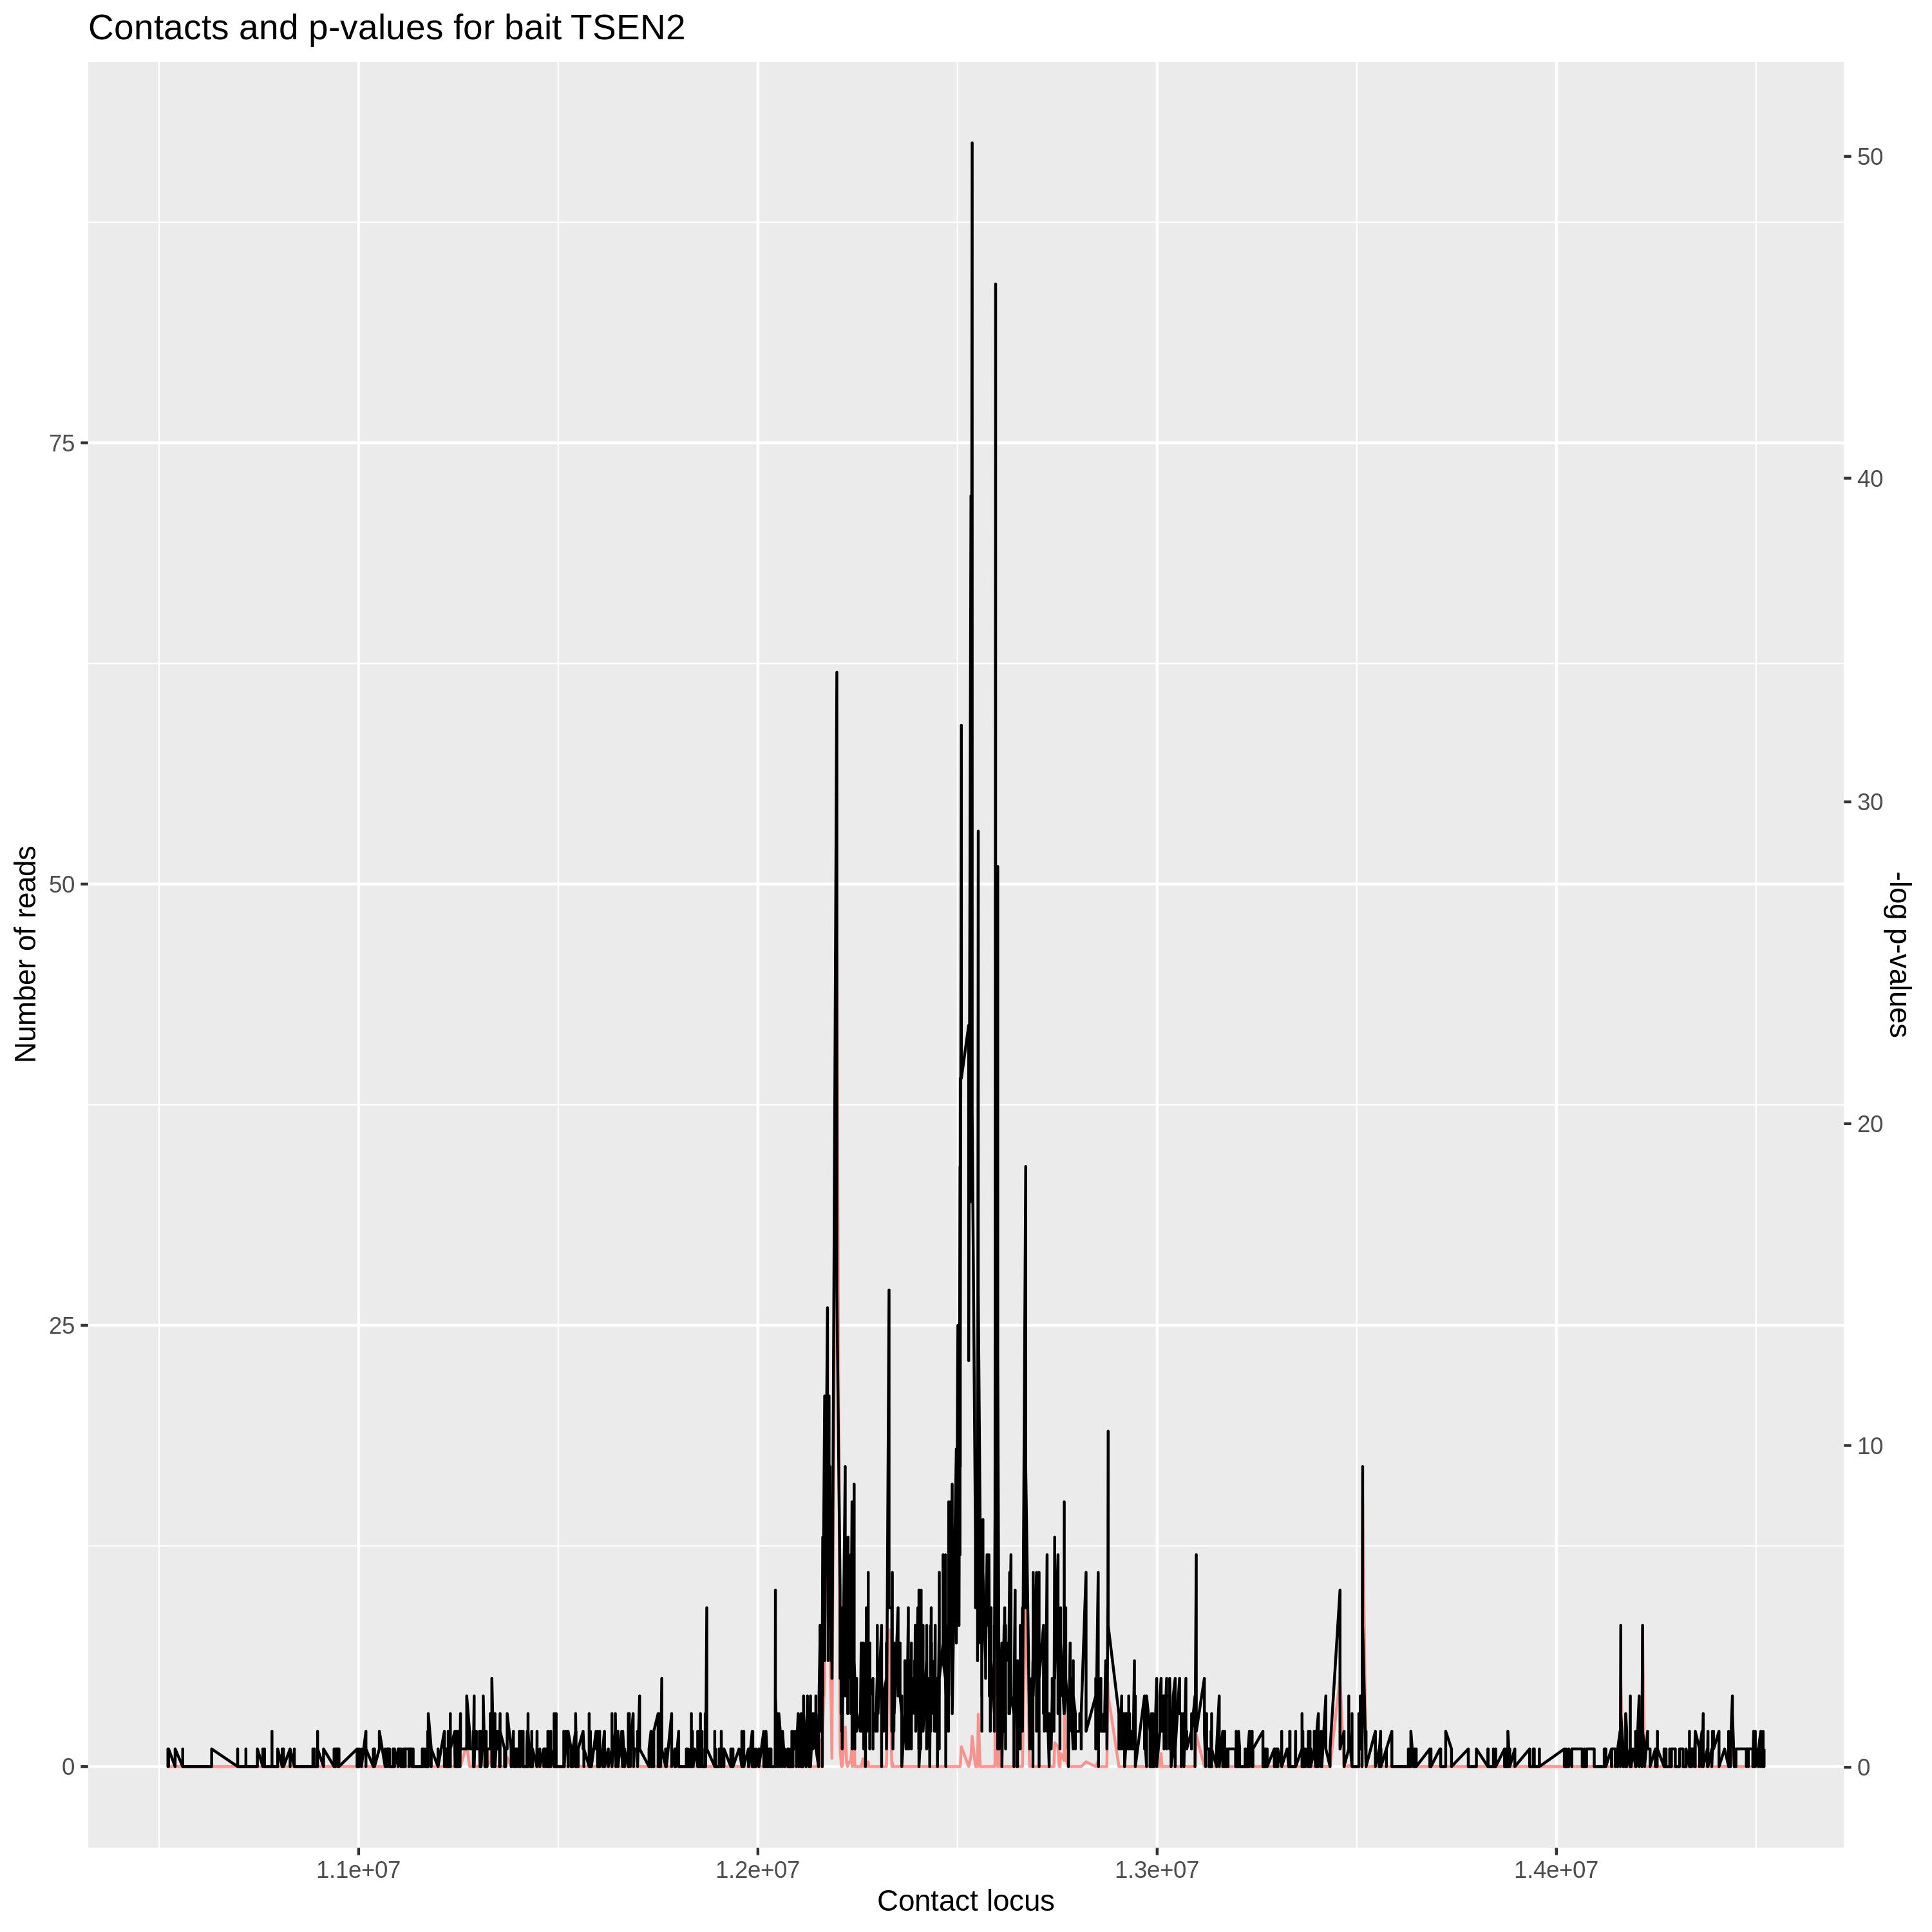 Contacts and p-values for bait TSEN2
Number of reads
75
50
25
0
50
40
30
20
10
0
-log p-values
1.1e+07 1.2e+07 1.3e+07 1.4e+07
Contact locus